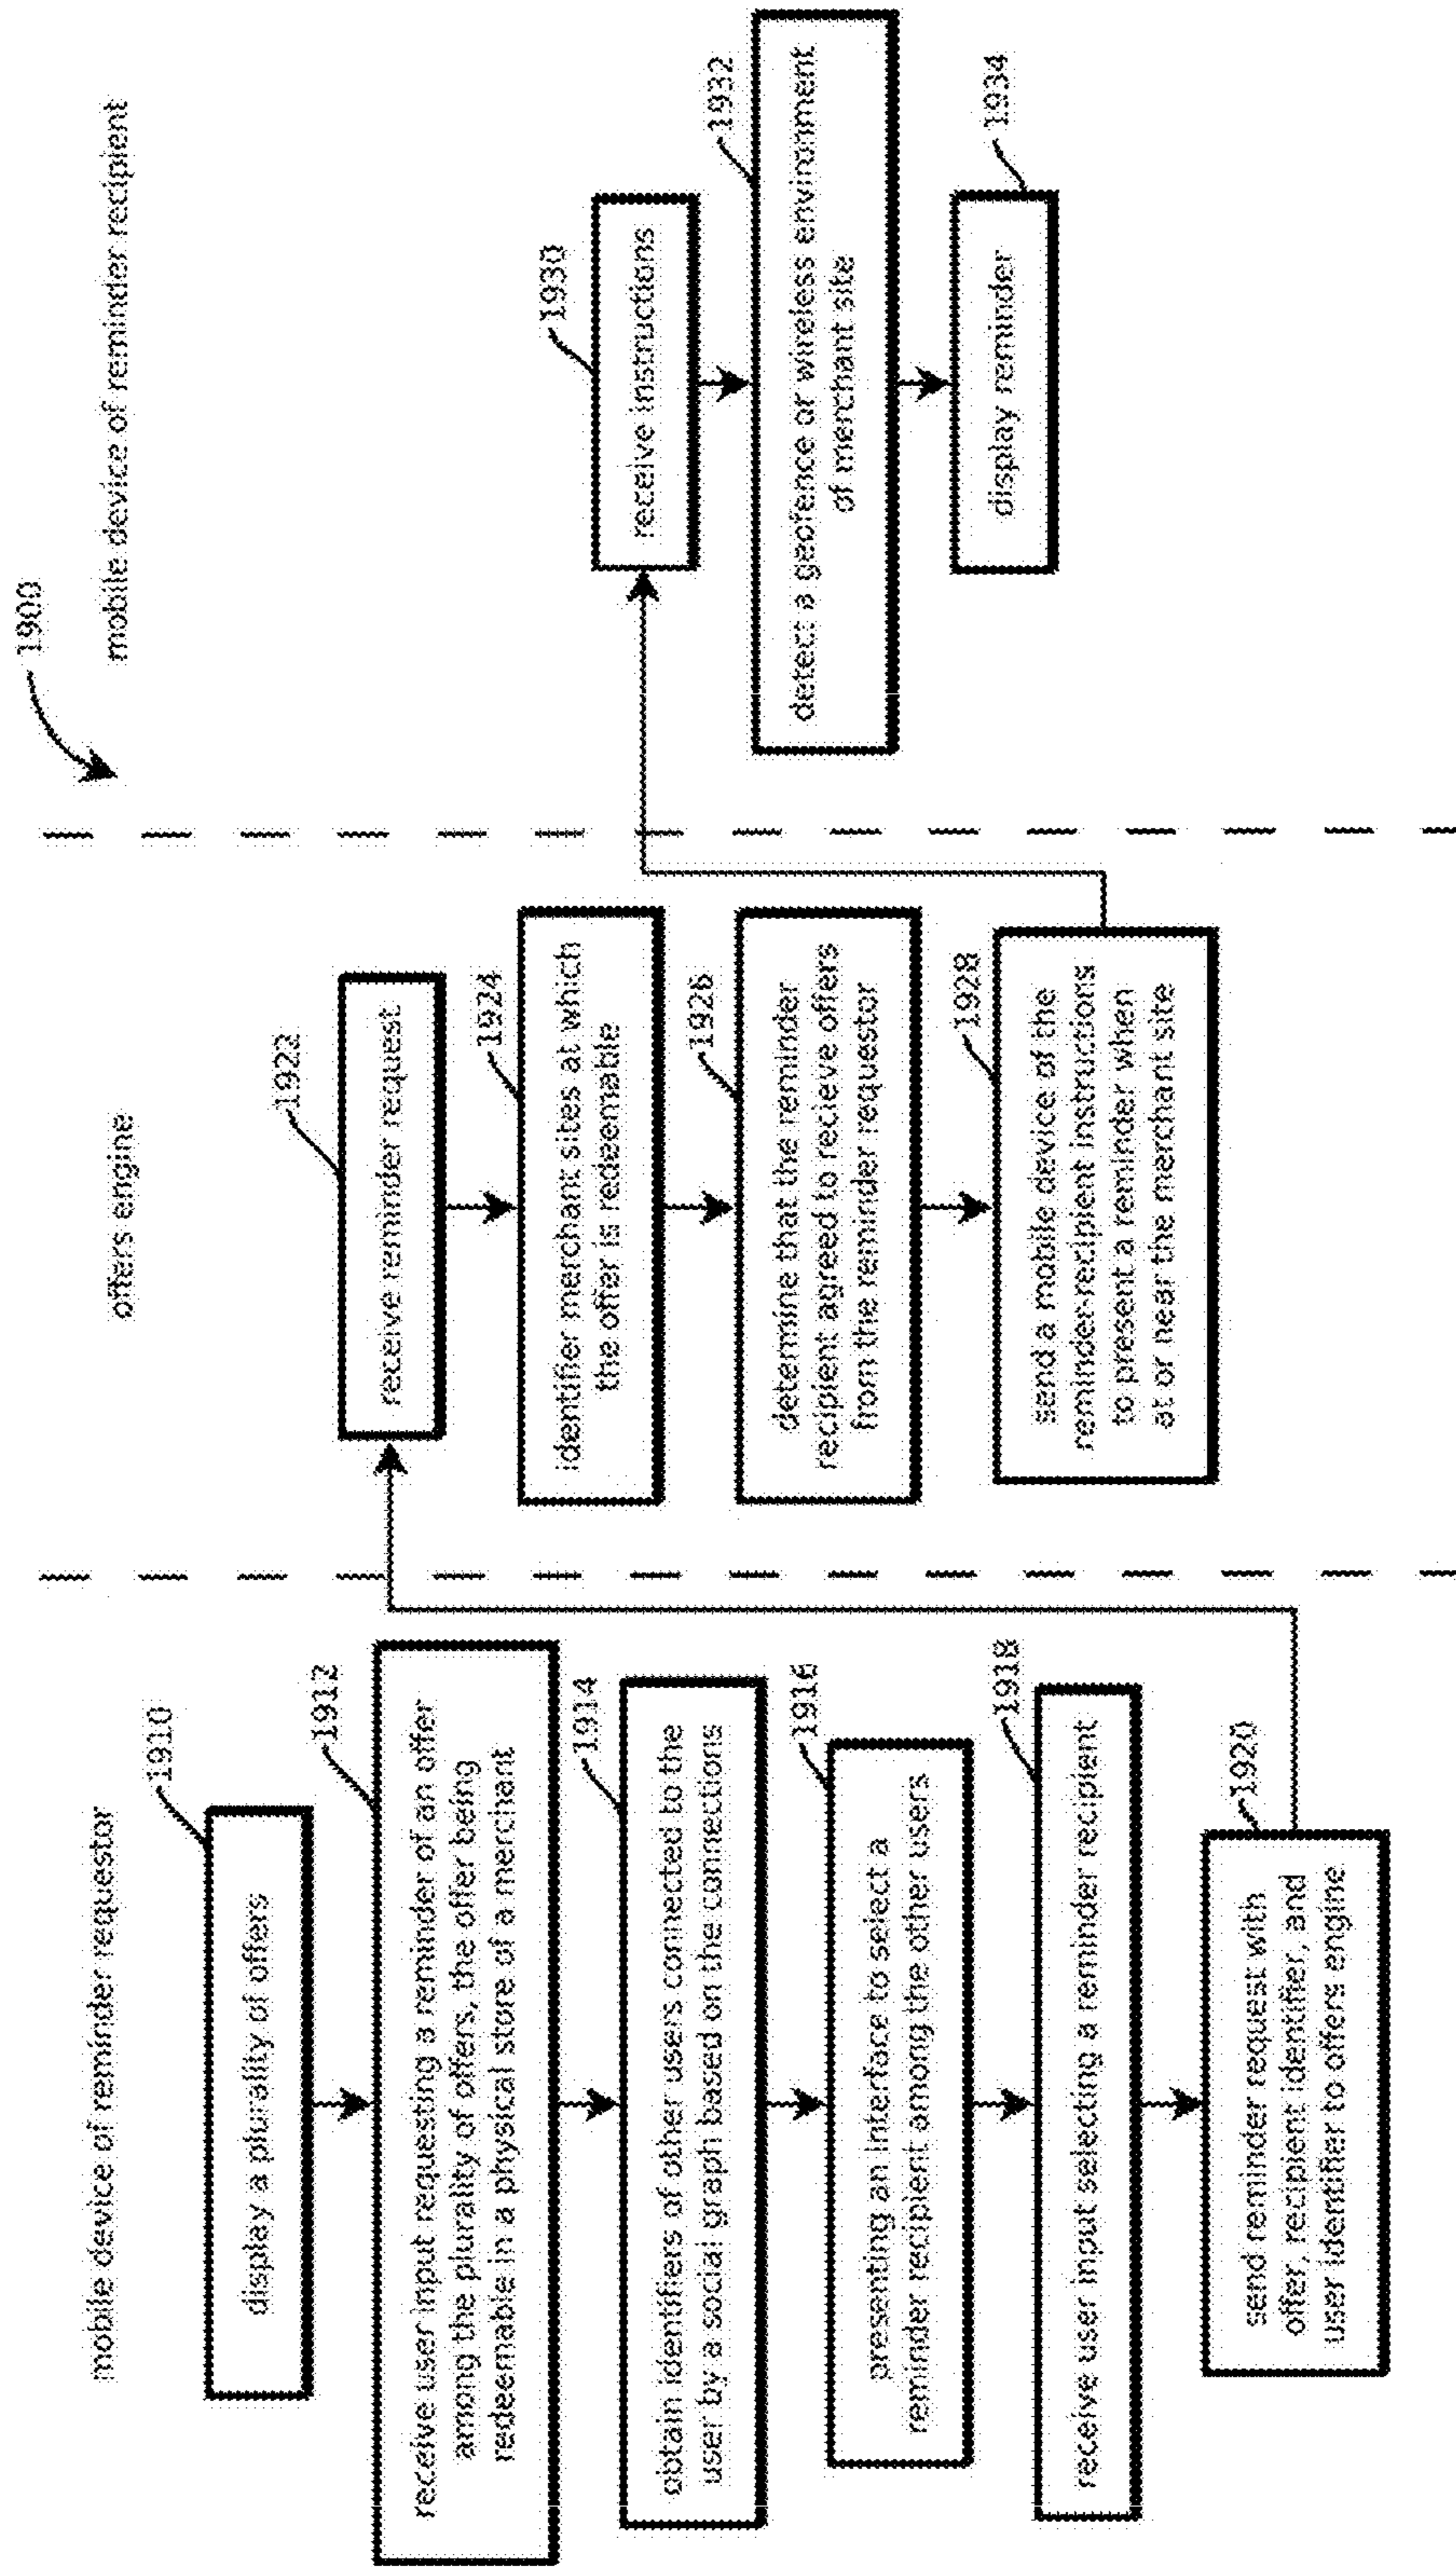 1900
mobile device of reminder requestor
1910
display a plurality of offers
1912
receive user input requesting a reminder of an offer
among the plurality of offers, the offer being
redeemable in a physical store of a merchant
1914
obtain identifiers of other users connected to the
user by a social graph based on the connections
1916
presenting an interface to select a
reminder recipient among the other users
1918
receive user input selecting a reminder recipient
1920
send reminder request with
offer, recipient identifier, and
user identifier to offers engine
offers engine
1922
receive reminder request
1924
identifier merchant sites at which
the offer is redeemable
1926
determine that the reminder
recipient agreed to recieve offers
from the reminder requestor
1928
send a mobile device of the
reminder-recipient instructions
to present a reminder when
at or near the merchant site
mobile device of reminder recipient
1930
receive instructions
1932
detect a geofence or wireless environment
of merchant site
1934
display reminder